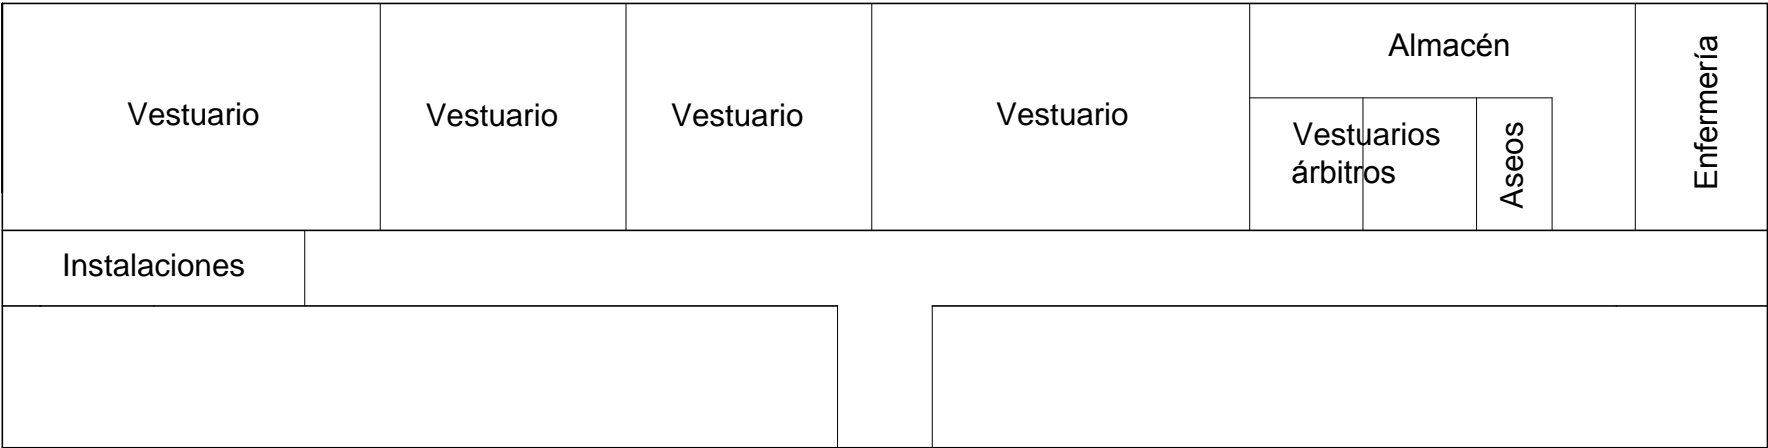 Vestuario
Vestuario
Vestuario
Vestuario
Almacén
Vestuarios
árbitros
Aseos
Enfermería
Instalaciones